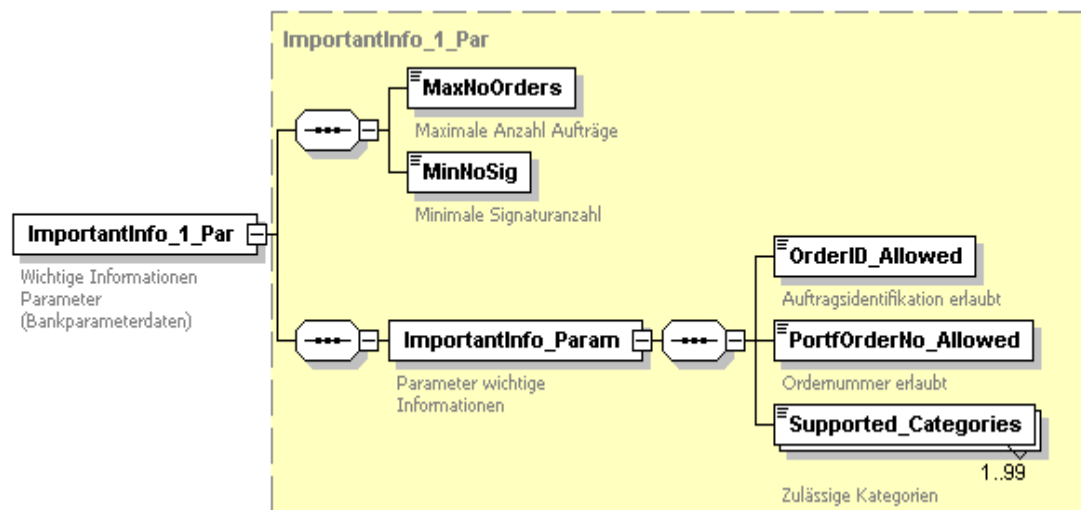 ImportantInfo_1_Par
MaxNoOrders
Maximale Anzahl Aufträge
MinNoSig
Minimale Signaturanzahl
ImportantInfo_1_Par
Wichtige Informationen
Parameter
(Bankparameterdaten)
ImportantInfo_Param
Parameter wichtige
Informationen
OrderID_Allowed
Auftragsidentifikation erlaubt
PortfOrderNo_Allowed
Ordernummer erlaubt
Supported_Categories
1..99
Zulässige Kategorien